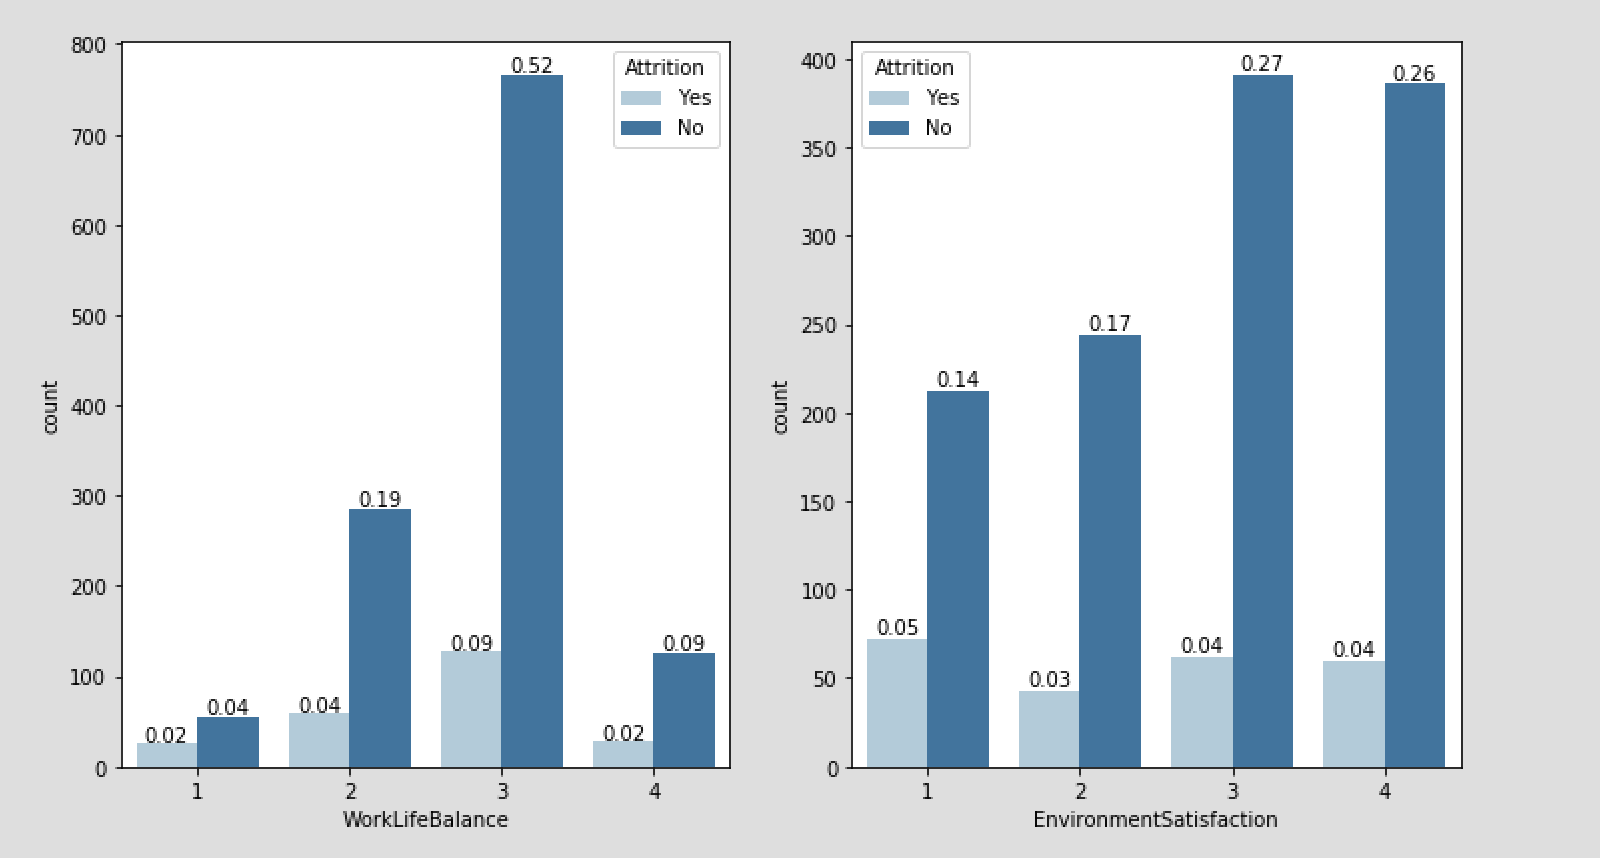 800
700
600
500
400
300
200
100
0
count
0.02
0.04
0.04
0.19
0.09
0.52
0.02
0.09
Attrition
Yes
No
1 2 3 4
WorkLifeBalance
400
350
300
250
200
150
100
50
0
count
Attrition
Yes
No
0.05
0.14
0.03
0.17
0.04
0.27
0.04
0.26
1 2 3 4
EnvironmentSatisfaction